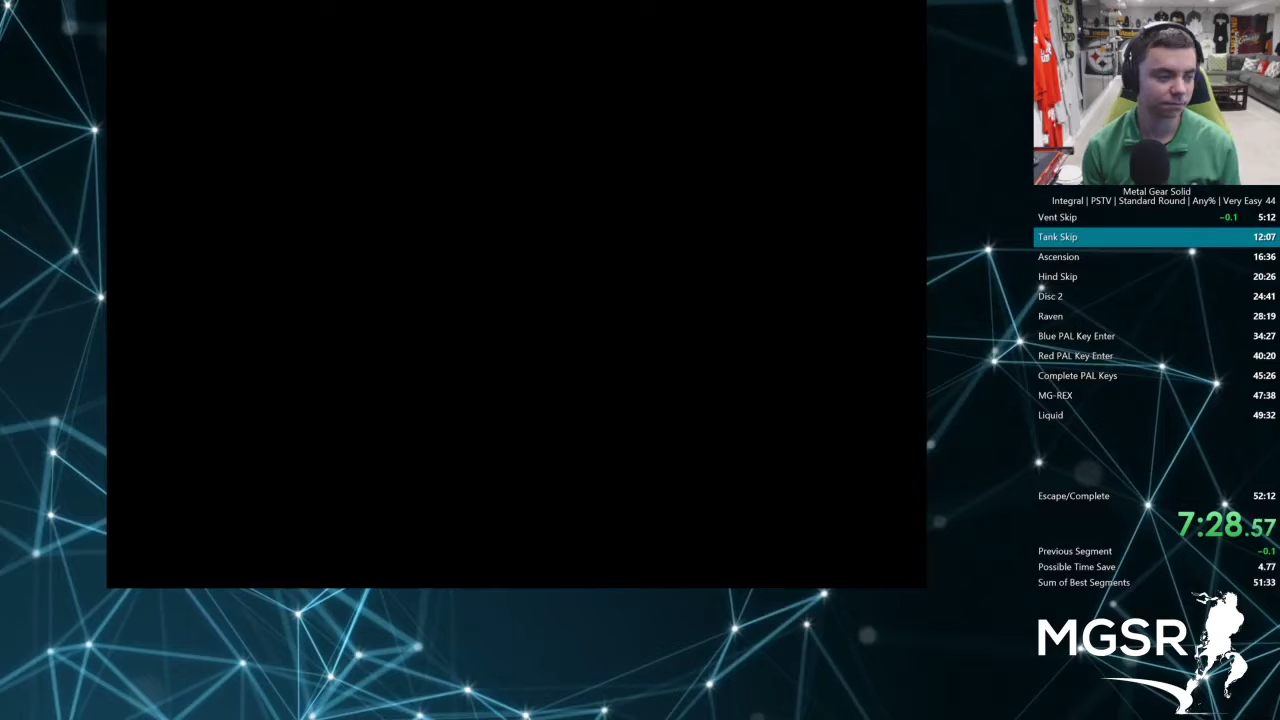 Metal Gear Solid
Integral | PSTV | Standard Round | Any% | Very Easy 44
Vent Skip −0.1 5:12
Tank Skip 12:07
Ascension 16:36
Hind Skip 20:26
Disc 2 24:41
Raven 28:19
Blue PAL Key Enter 34:27
Red PAL Key Enter 40:20
Complete PAL Keys 45:26
MG-REX 47:38
Liquid 49:32
Escape/Complete 52:12
7:28.57
Previous Segment −0.1
Possible Time Save 4.77
Sum of Best Segments 51:33
MGSR